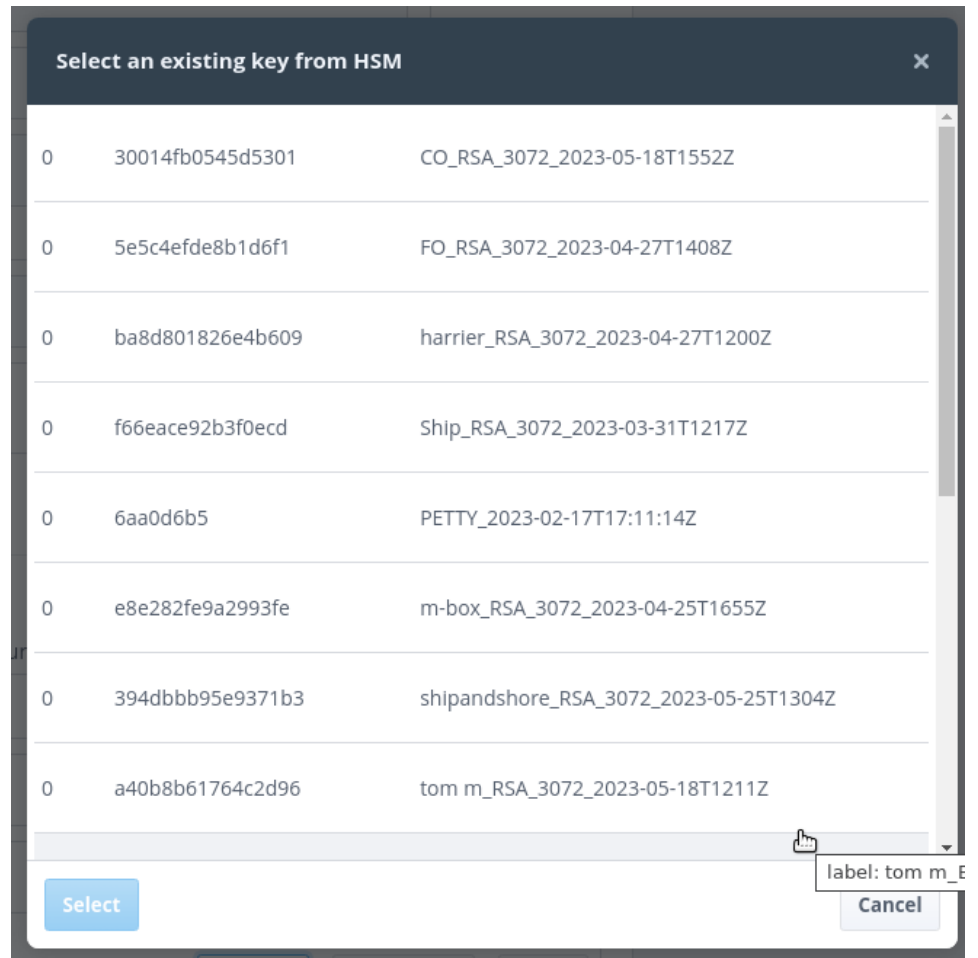 Select an existing key from HSM
0 30014fb0545d5301 CO_RSA_3072_2023-05-18T1552Z
0 5e5c4efde8b1d6f1 FO_RSA_3072_2023-04-27T1408Z
0 ba8d801826e4b609 harrier_RSA_3072_2023-04-27T1200Z
0 f66eace92b3f0ecd Ship_RSA_3072_2023-03-31T1217Z
0 6aa0d6b5 PETTY_2023-02-17T17:11:14Z
0 e8e282fe9a2993fe m-box_RSA_3072_2023-04-25T1655Z
0 394dbbb95e9371b3 shipandshore_RSA_3072_2023-05-25T1304Z
0 a40b8b61764c2d96 tom m_RSA_3072_2023-05-18T1211Z
label: tom m_
Select
Cancel